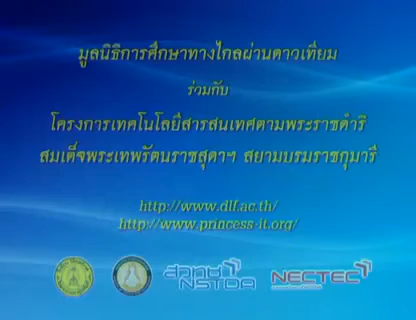 มูลนิธิการศึกษาทางไกลผ่านดาวเทียม
ร่วมกับ
โครงการเทคโนโลยีสารสนเทศตามพระราชดำริ
สมเด็จพระเทพรัตนราชสุดาฯ สยามบรมราชกุมารี
http://www.dlf.ac.th/
http://www.princess-it.org/
สวทช
NSTDA
NECTEC